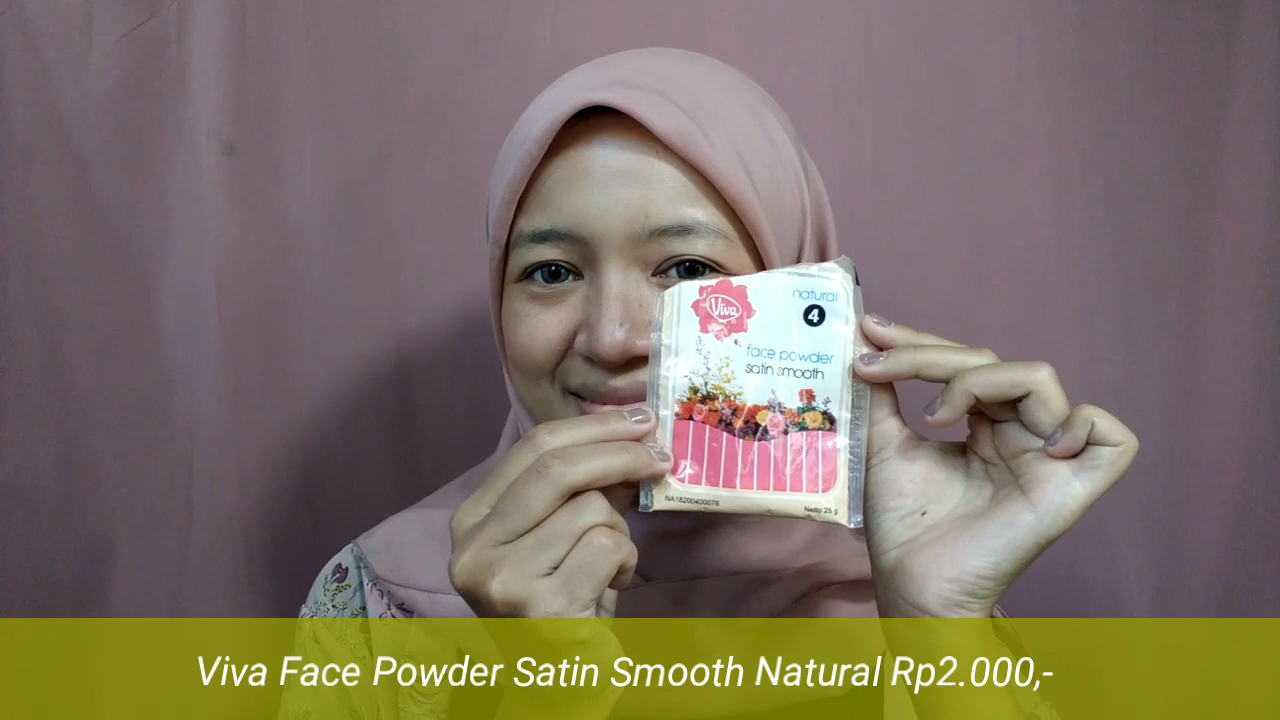 Viva
natural
4
face powder
satin smooth
NA18200400076
Netto 25 g
Viva Face Powder Satin Smooth Natural Rp2.000,-